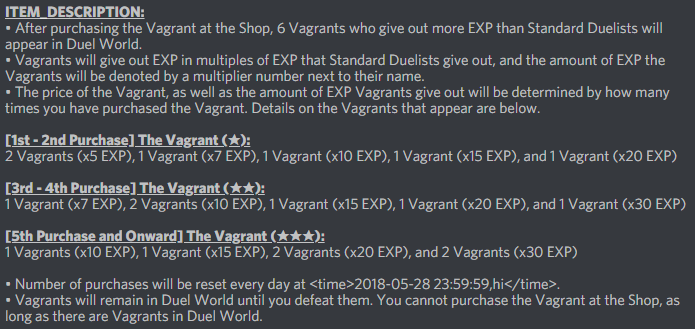 ITEM_DESCRIPTION:
• After purchasing the Vagrant at the Shop, 6 Vagrants who give out more EXP than Standard Duelists will
appear in Duel World.
• Vagrants will give out EXP in multiples of EXP that Standard Duelists give out, and the amount of EXP the
Vagrants will be denoted by a multiplier number next to their name.
• The price of the Vagrant, as well as the amount of EXP Vagrants give out will be determined by how many
times you have purchased the Vagrant. Details on the Vagrants that appear are below.
[1st - 2nd Purchase] The Vagrant (★):
2 Vagrants (x5 EXP), 1 Vagrant (x7 EXP), 1 Vagrant (x10 EXP), 1 Vagrant (x15 EXP), and 1 Vagrant (x20 EXP)
[3rd - 4th Purchase] The Vagrant (★★):
1 Vagrant (x7 EXP), 2 Vagrants (x10 EXP), 1 Vagrant (x15 EXP), 1 Vagrant (x20 EXP), and 1 Vagrant (x30 EXP)
[5th Purchase and Onward] The Vagrant (★★★):
1 Vagrants (x10 EXP), 1 Vagrant (x15 EXP), 2 Vagrants (x20 EXP), and 2 Vagrants (x30 EXP)
• Number of purchases will be reset every day at <time>2018-05-28 23:59:59,hi</time>.
• Vagrants will remain in Duel World until you defeat them. You cannot purchase the Vagrant at the Shop, as
long as there are Vagrants in Duel World.